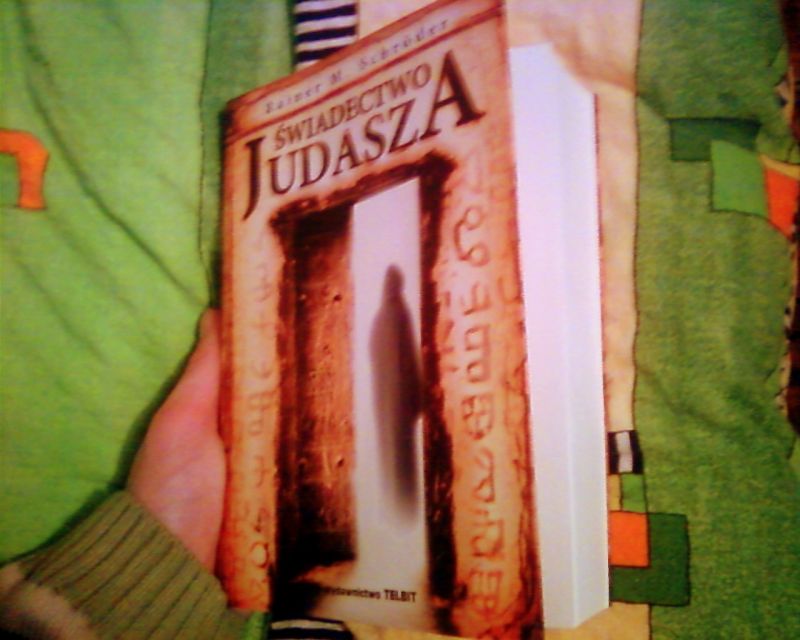 Rainer M. Schröder
ŚWIADECTWO
JUDASZA
Wydawnictwo TELBIT